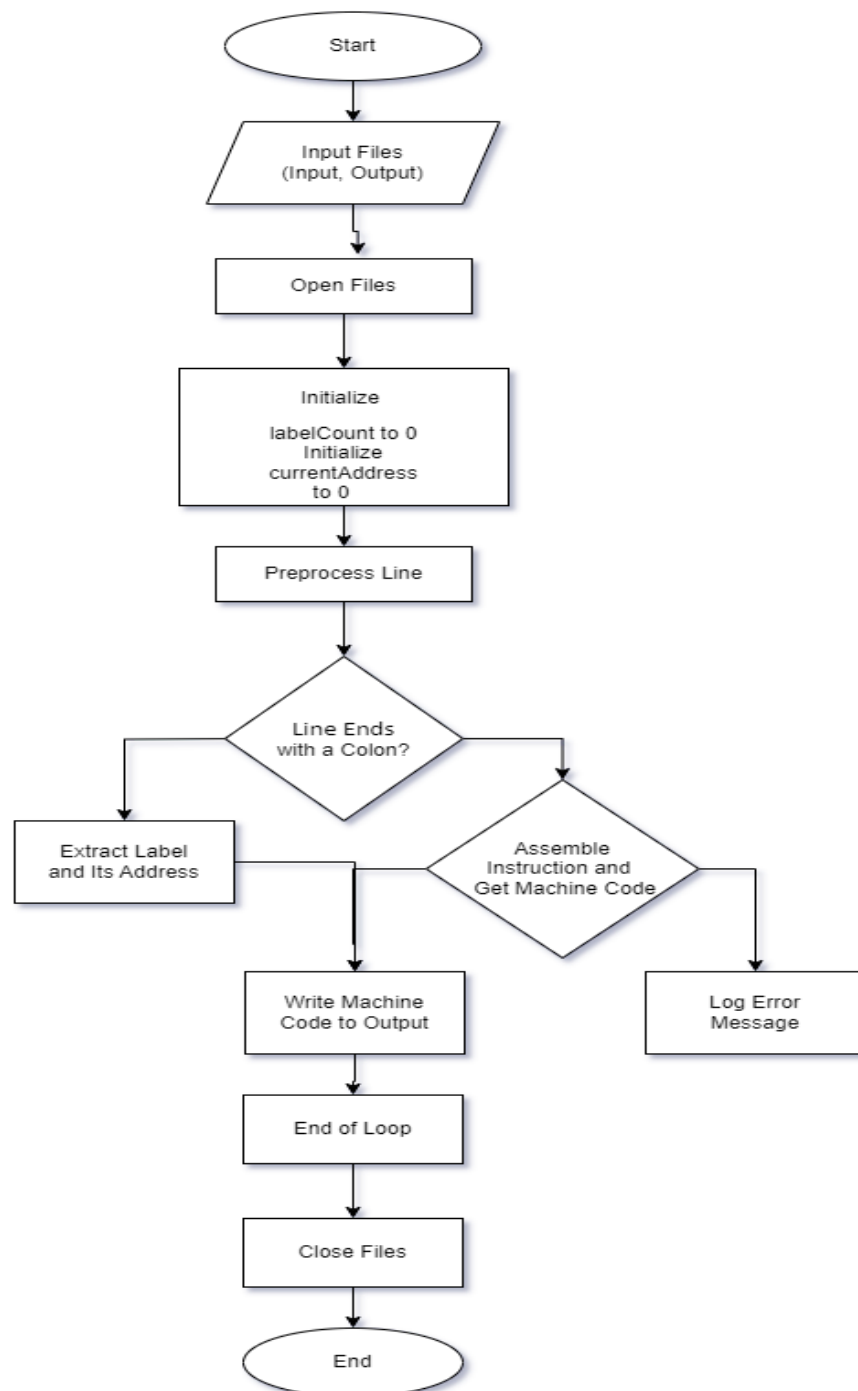 Start
Input Files
(Input, Output)
Open Files
Initialize
labelCount to 0
Initialize
currentAddress
to 0
Preprocess Line
Line Ends
with a Colon?
Extract Label
and Its Address
Assemble
Instruction and
Get Machine Code
Write Machine
Code to Output
Log Error
Message
End of Loop
Close Files
End